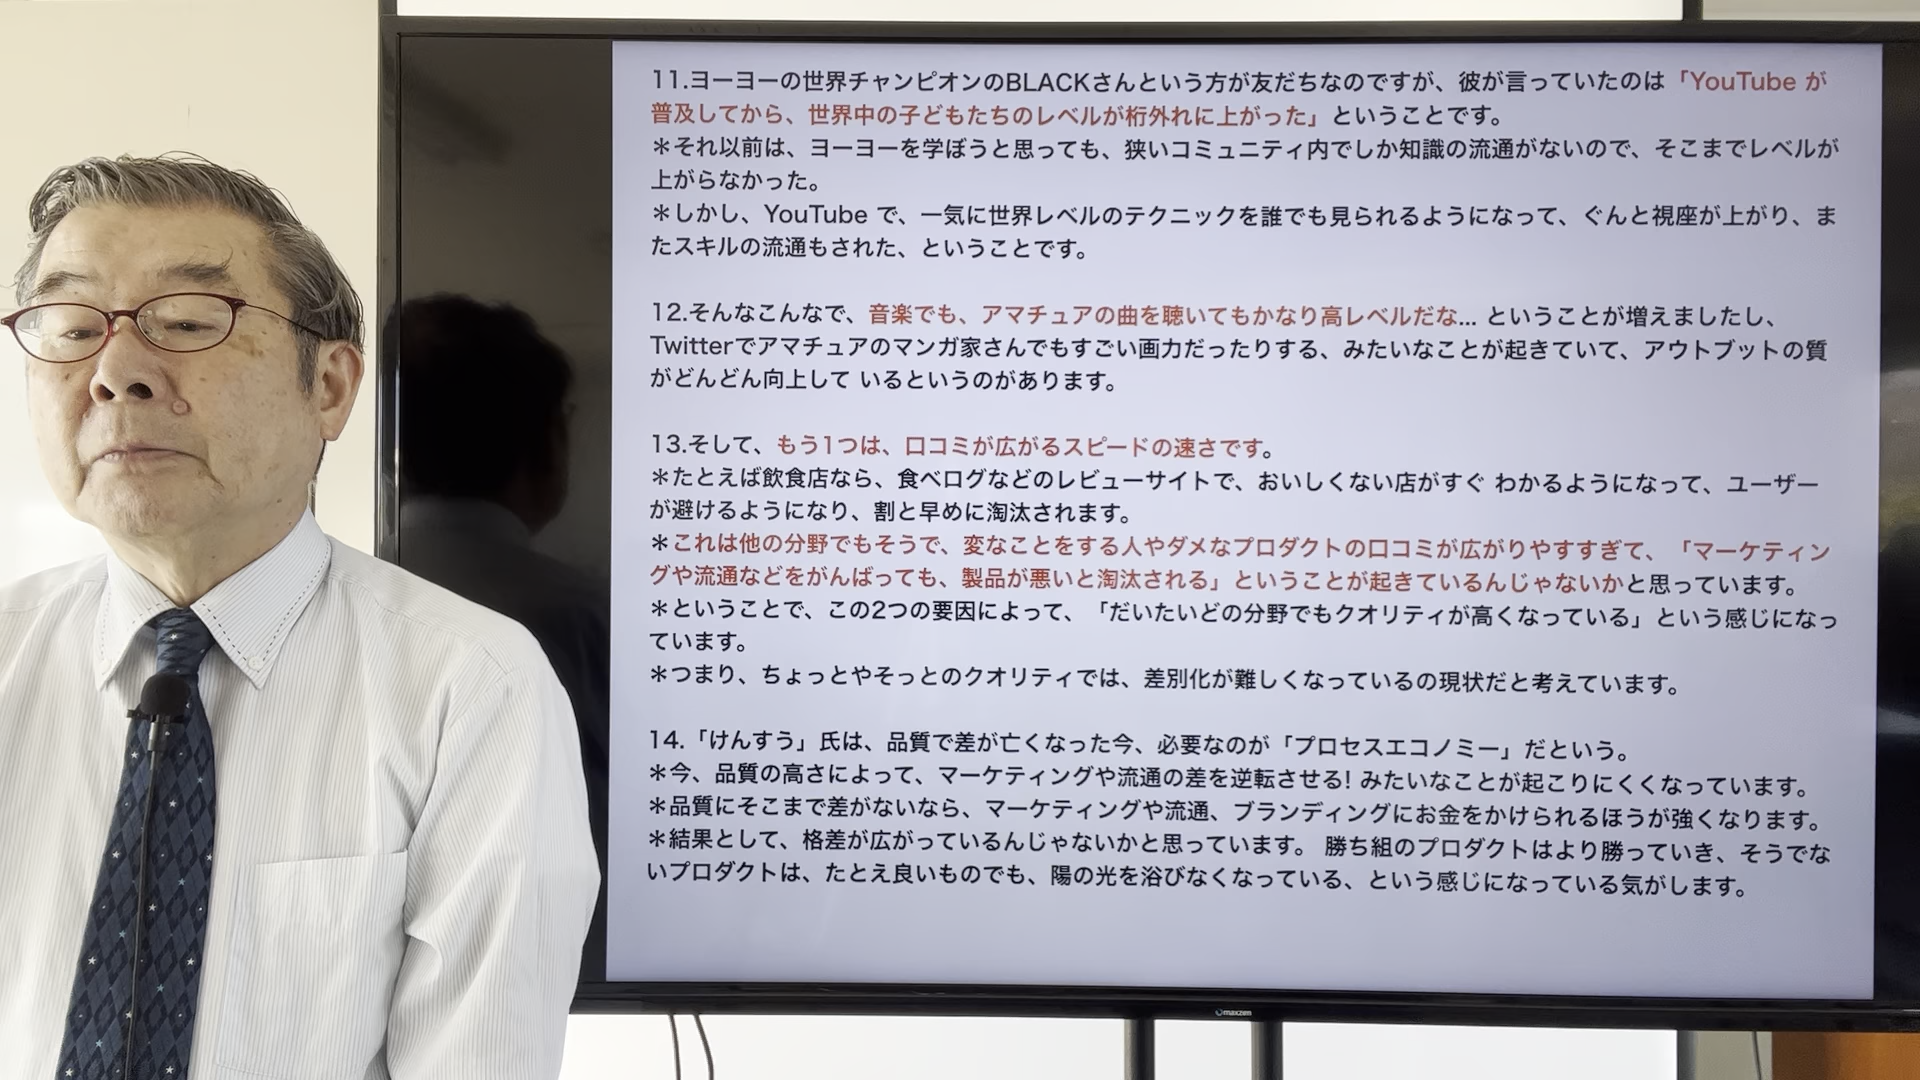 11.ヨーヨーの世界チャンピオンのBLACKさんという方が友だちなのですが、彼が言っていたのは「YouTube が
普及してから、世界中の子どもたちのレベルが桁外れに上がった」ということです。
＊それ以前は、ヨーヨーを学ぼうと思っても、狭いコミュニティ内でしか知識の流通がないので、そこまでレベルが
上がらなかった。
＊しかし、YouTube で、一気に世界レベルのテクニックを誰でも見られるようになって、ぐんと視座が上がり、ま
たスキルの流通もされた、ということです。
12.そんなこんなで、音楽でも、アマチュアの曲を聴いてもかなり高レベルだな... ということが増えましたし、
Twitterでアマチュアのマンガ家さんでもすごい画力だったりする、みたいなことが起きていて、アウトブットの質
がどんどん向上して いるというのがあります。
13.そして、もう1つは、口コミが広がるスピードの速さです。
＊たとえば飲食店なら、食べログなどのレビューサイトで、おいしくない店がすぐ わかるようになって、ユーザー
が避けるようになり、割と早めに淘汰されます。
＊これは他の分野でもそうで、変なことをする人やダメなプロダクトの口コミが広がりやすすぎて、「マーケティン
グや流通などをがんばっても、製品が悪いと淘汰される」ということが起きているんじゃないかと思っています。
＊ということで、この2つの要因によって、「だいたいどの分野でもクオリティが高くなっている」という感じになっ
ています。
＊つまり、ちょっとやそっとのクオリティでは、差別化が難しくなっているの現状だと考えています。
14.「けんすう」氏は、品質で差が亡くなった今、必要なのが「プロセスエコノミー」だという。
＊今、品質の高さによって、マーケティングや流通の差を逆転させる! みたいなことが起こりにくくなっています。
＊品質にそこまで差がないなら、マーケティングや流通、ブランディングにお金をかけられるほうが強くなります。
＊結果として、格差が広がっているんじゃないかと思っています。 勝ち組のプロダクトはより勝っていき、そうでな
いプロダクトは、たとえ良いものでも、陽の光を浴びなくなっている、という感じになっている気がします。
maxzen